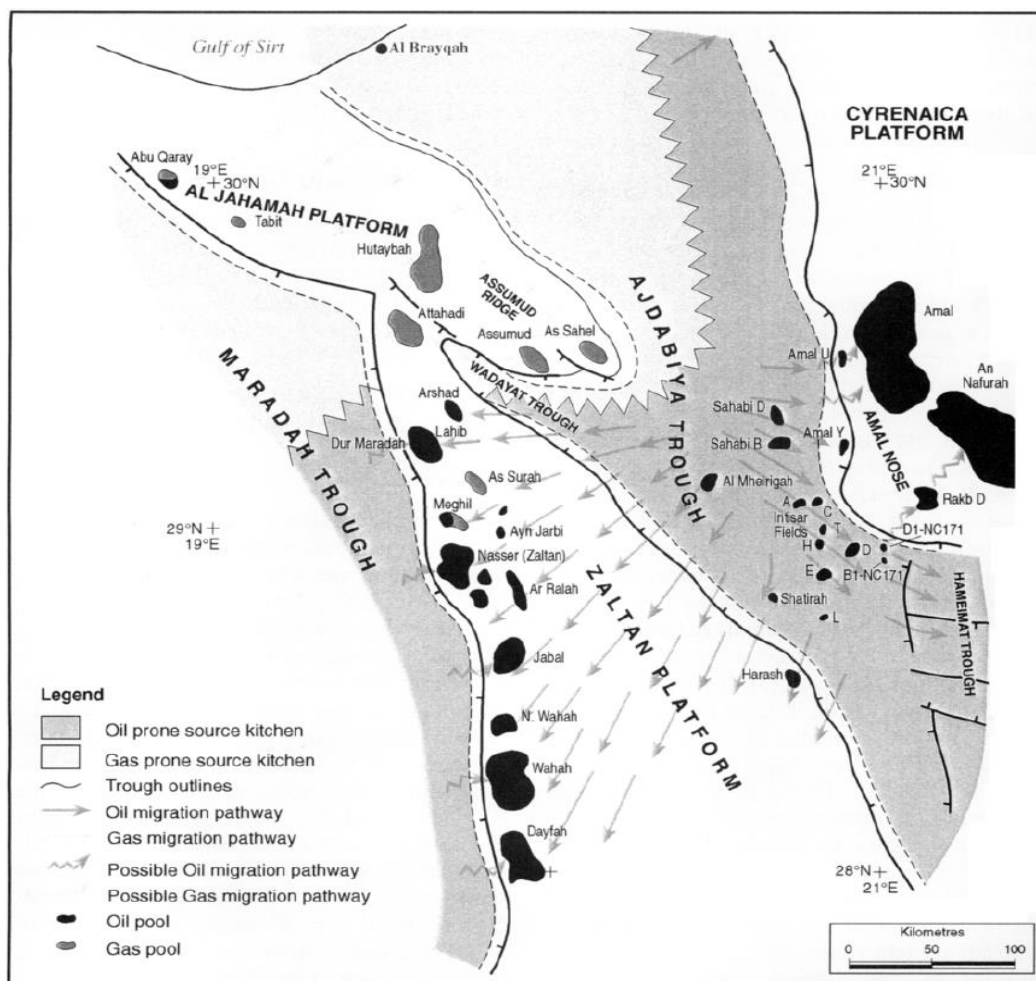 Gulf of Sirt
Al Brayqah
CYRENAICA
PLATFORM
Abu Qaray
19°E
+30°N
21°E
+30°N
AL JAHAMAH PLATFORM
Tabit
Hutaybah
ASSUMUD
RIDGE
AJDABIYA TROUGH
Amal
Attahadi
Assumud
As Sahel
Amal U
An
Nafurah
MARADAH TROUGH
WADAYAT TROUGH
Arshad
Sahabi D
Lahib
Dur Maradah
Sahabi B
Amal Y
AMAL NOSE
As Surah
Al Mheirigah
Rakb D
Meghil
A
C
Intisar
Fields
T
D1-NC171
29°N +
19°E
Ayn Jarbi
H
D
Nasser (Zaltan)
E
B1-NC171
Ar Ralah
Shatirah
L
HAMEIMAT TROUGH
ZALTAN PLATFORM
Jabal
Harash
N. Wahah
Wahah
Dayfah
28°N +
21°E
Legend
Oil prone source kitchen
Gas prone source kitchen
Trough outlines
Oil migration pathway
Gas migration pathway
Possible Oil migration pathway
Possible Gas migration pathway
Oil pool
Gas pool
Kilometres
0 50 100